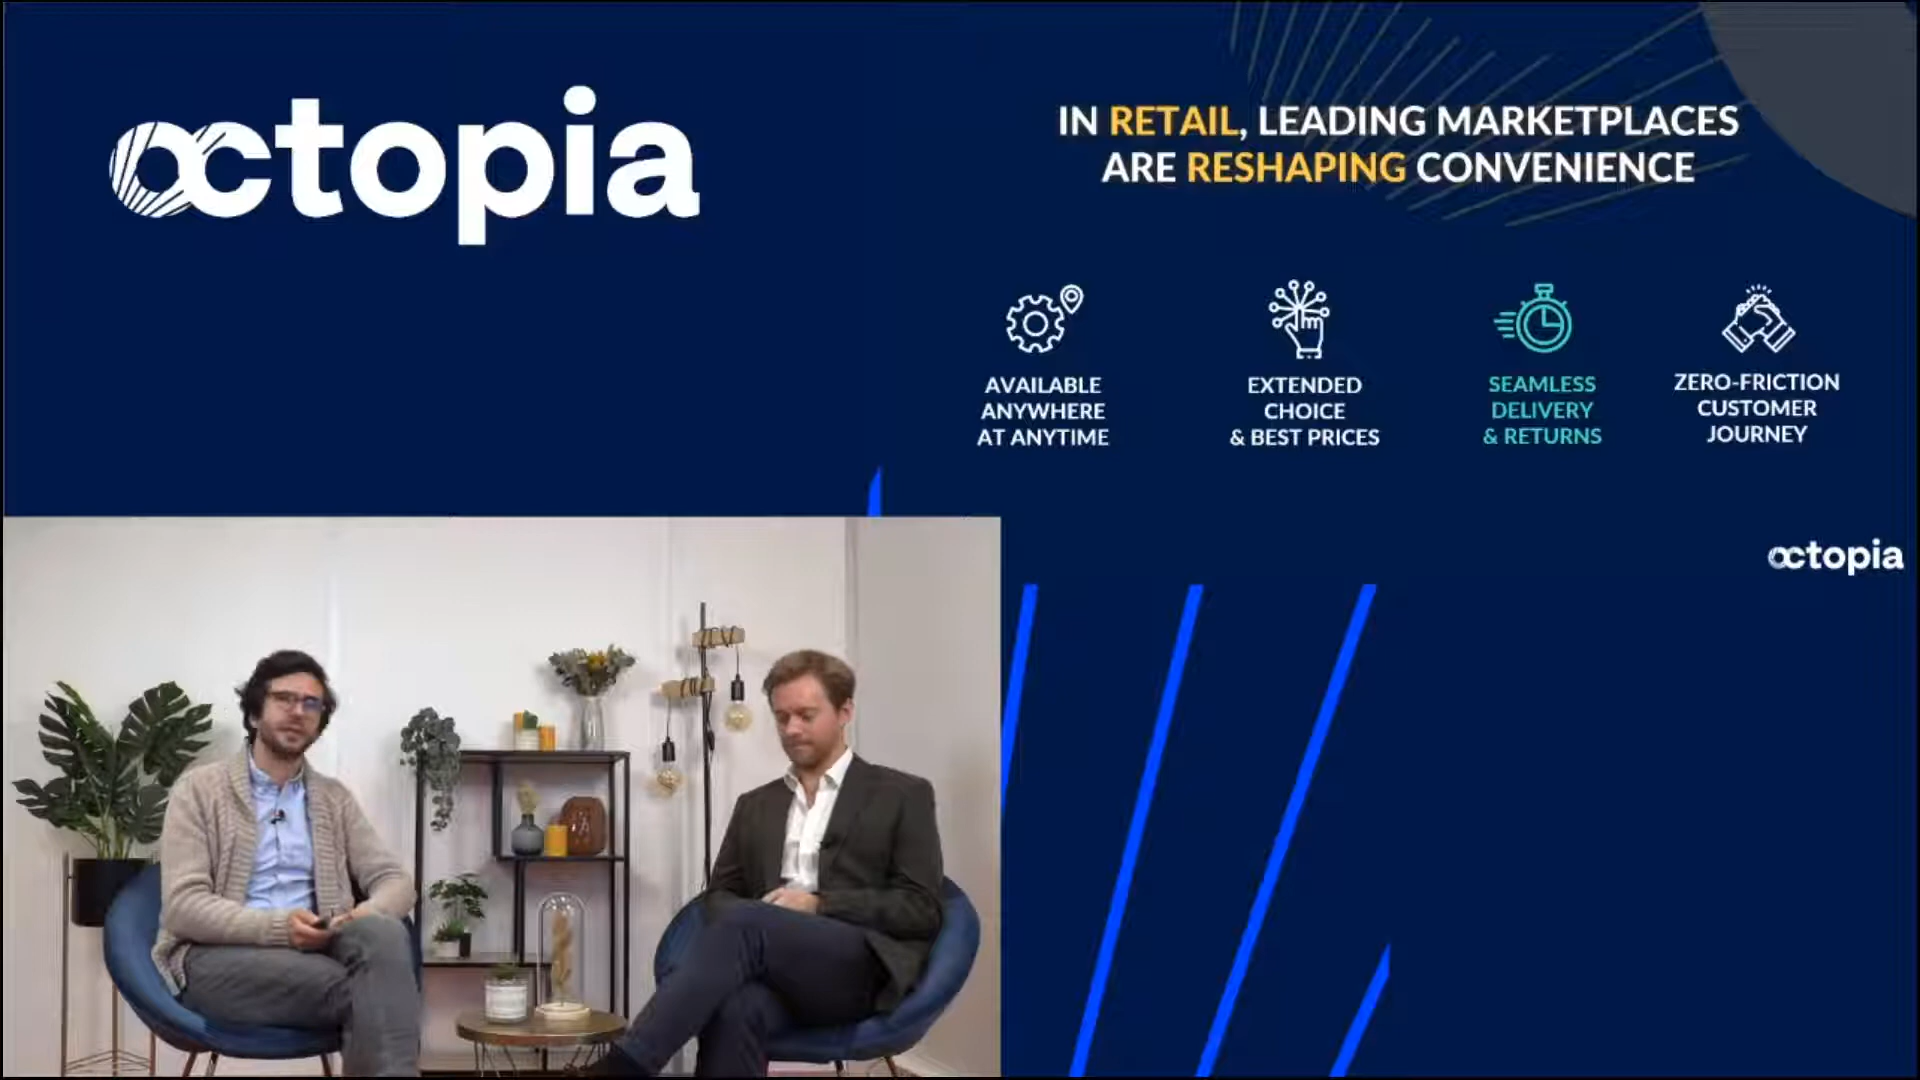 octopia
IN RETAIL, LEADING MARKETPLACES
ARE RESHAPING CONVENIENCE
AVAILABLE
ANYWHERE
AT ANYTIME
EXTENDED
CHOICE
& BEST PRICES
SEAMLESS
DELIVERY
& RETURNS
ZERO-FRICTION
CUSTOMER
JOURNEY
octopia